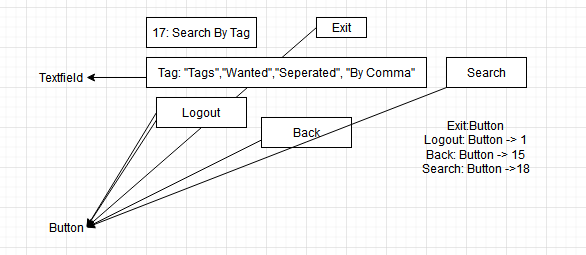 Exit
17: Search By Tag
Textfield
Tag: "Tags","Wanted","Seperated", "By Comma"
Search
Logout
Back
Exit:Button
Logout: Button -> 1
Back: Button -> 15
Search: Button ->18
Button